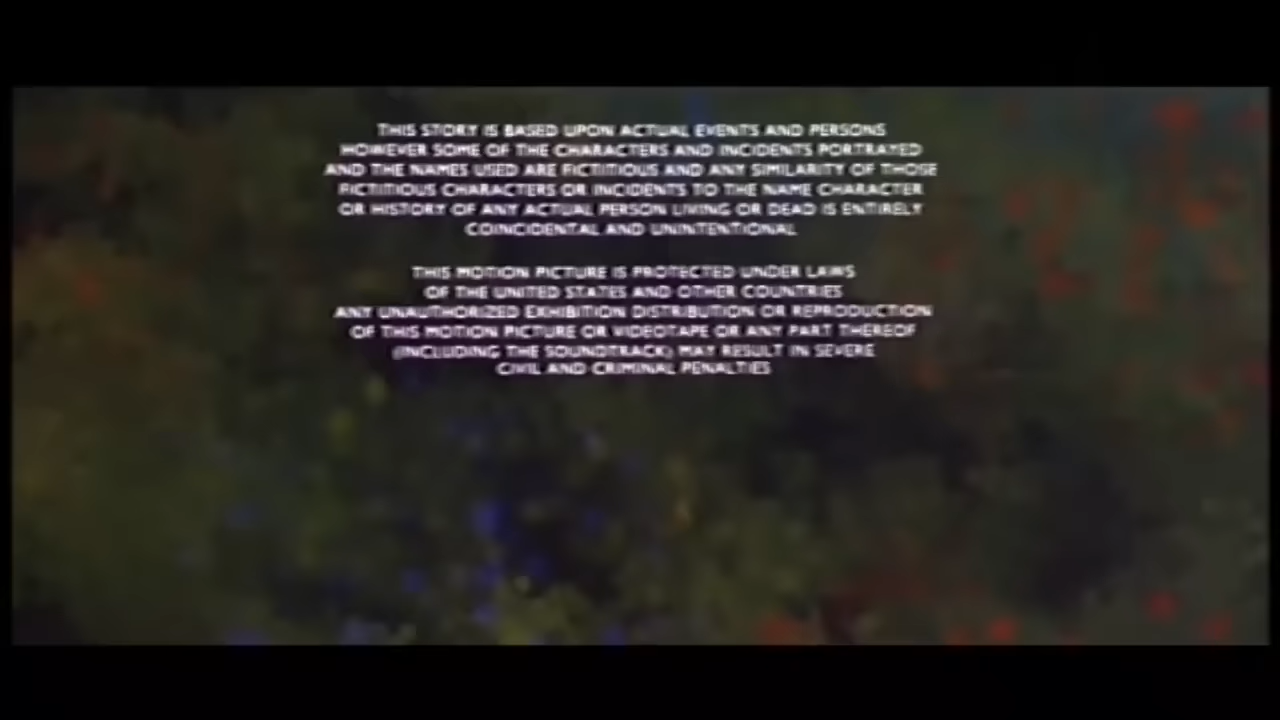 THIS STORY IS BASED UPON ACTUAL EVENTS AND PERSONS
HOWEVER SOME OF THE CHARACTERS AND INCIDENTS PORTRAYED
AND THE NAMES USED ARE FICTITIOUS AND ANY SIMILARITY OF THOSE
FICTITIOUS CHARACTERS OR INCIDENTS TO THE NAME CHARACTER
OR HISTORY OF ANY ACTUAL PERSON LIVING OR DEAD IS ENTIRELY
COINCIDENTAL AND UNINTENTIONAL
THIS MOTION PICTURE IS PROTECTED UNDER LAWS
OF THE UNITED STATES AND OTHER COUNTRIES
ANY UNAUTHORIZED EXHIBITION DISTRIBUTION OR REPRODUCTION
OF THIS MOTION PICTURE OR VIDEOTAPE OR ANY PART THEREOF
(INCLUDING THE SOUNDTRACK) MAY RESULT IN SEVERE
CIVIL AND CRIMINAL PENALTIES